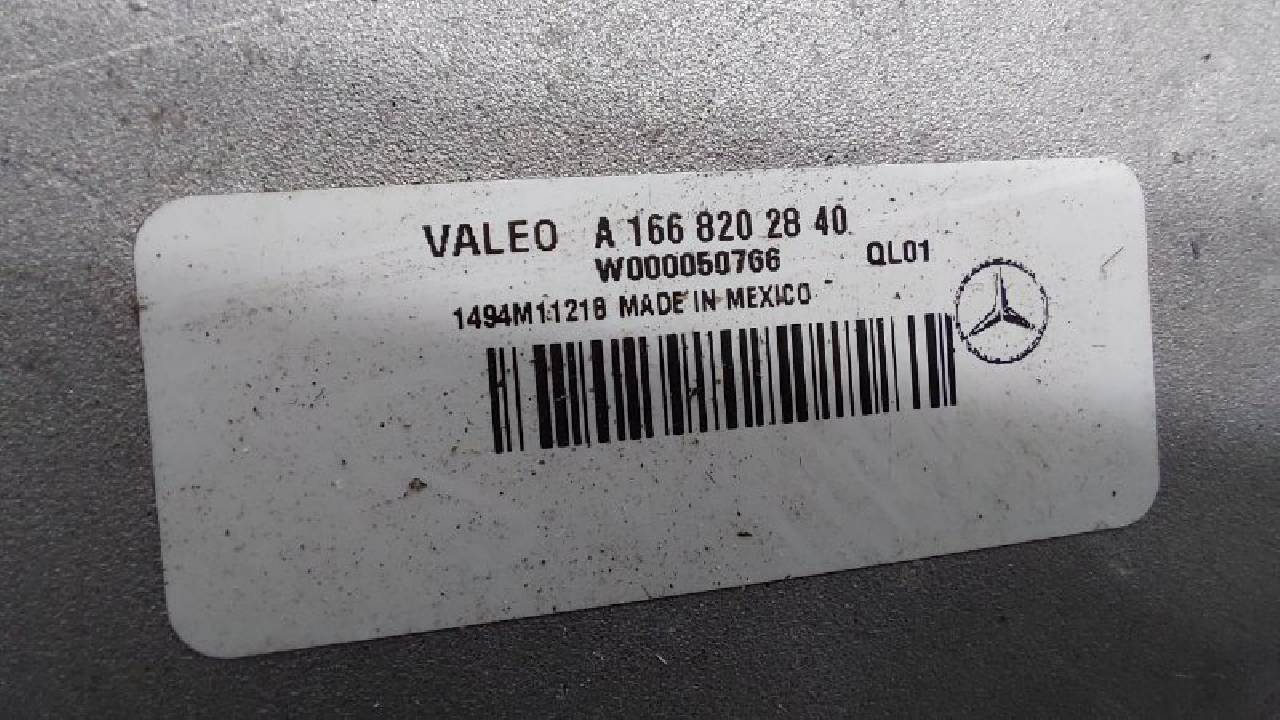 VALEO A 166 820 28 40
W000050766 QL01
1494M11218 MADE IN MEXICO